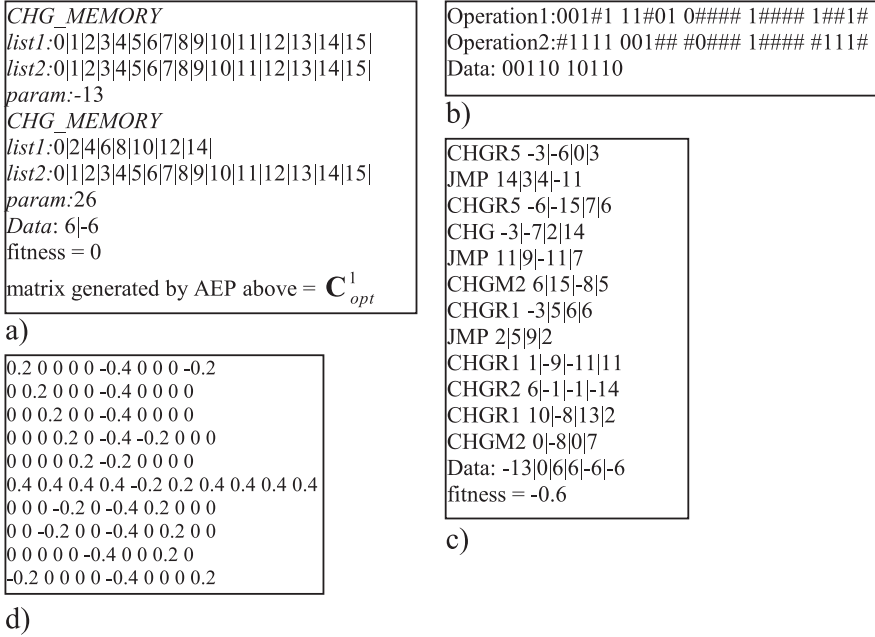 CHG_MEMORY
list1:0|1|2|3|4|5|6|7|8|9|10|11|12|13|14|15|
list2:0|1|2|3|4|5|6|7|8|9|10|11|12|13|14|15|
param:-13
CHG_MEMORY
list1:0|2|4|6|8|10|12|14|
list2:0|1|2|3|4|5|6|7|8|9|10|11|12|13|14|15|
param:26
Data: 6|-6
fitness = 0
matrix generated by AEP above = C^1_opt
a)
Operation1:001#1 11#01 0#### 1#### 1##1#
Operation2:#1111 001## #0### 1#### #111#
Data: 00110 10110
b)
CHGR5 -3|-6|0|3
JMP 14|3|4|-11
CHGR5 -6|-15|7|6
CHG -3|-7|2|14
JMP 11|9|-11|7
CHGM2 6|15|-8|5
CHGR1 -3|5|6|6
JMP 2|5|9|2
CHGR1 1|-9|-11|11
CHGR2 6|-1|-1|-14
CHGR1 10|-8|13|2
CHGM2 0|-8|0|7
Data: -13|0|6|6|-6|-6
fitness = -0.6
c)
0.2 0 0 0 0 -0.4 0 0 0 -0.2
0 0.2 0 0 0 -0.4 0 0 0 0
0 0 0.2 0 0 -0.4 0 0 0 0
0 0 0 0.2 0 -0.4 -0.2 0 0 0
0 0 0 0 0.2 -0.2 0 0 0 0
0.4 0.4 0.4 0.4 -0.2 0.2 0.4 0.4 0.4 0.4
0 0 0 -0.2 0 -0.4 0.2 0 0 0
0 0 -0.2 0 0 -0.4 0 0.2 0 0
0 0 0 0 0 -0.4 0 0 0.2 0
-0.2 0 0 0 0 -0.4 0 0 0 0.2
d)